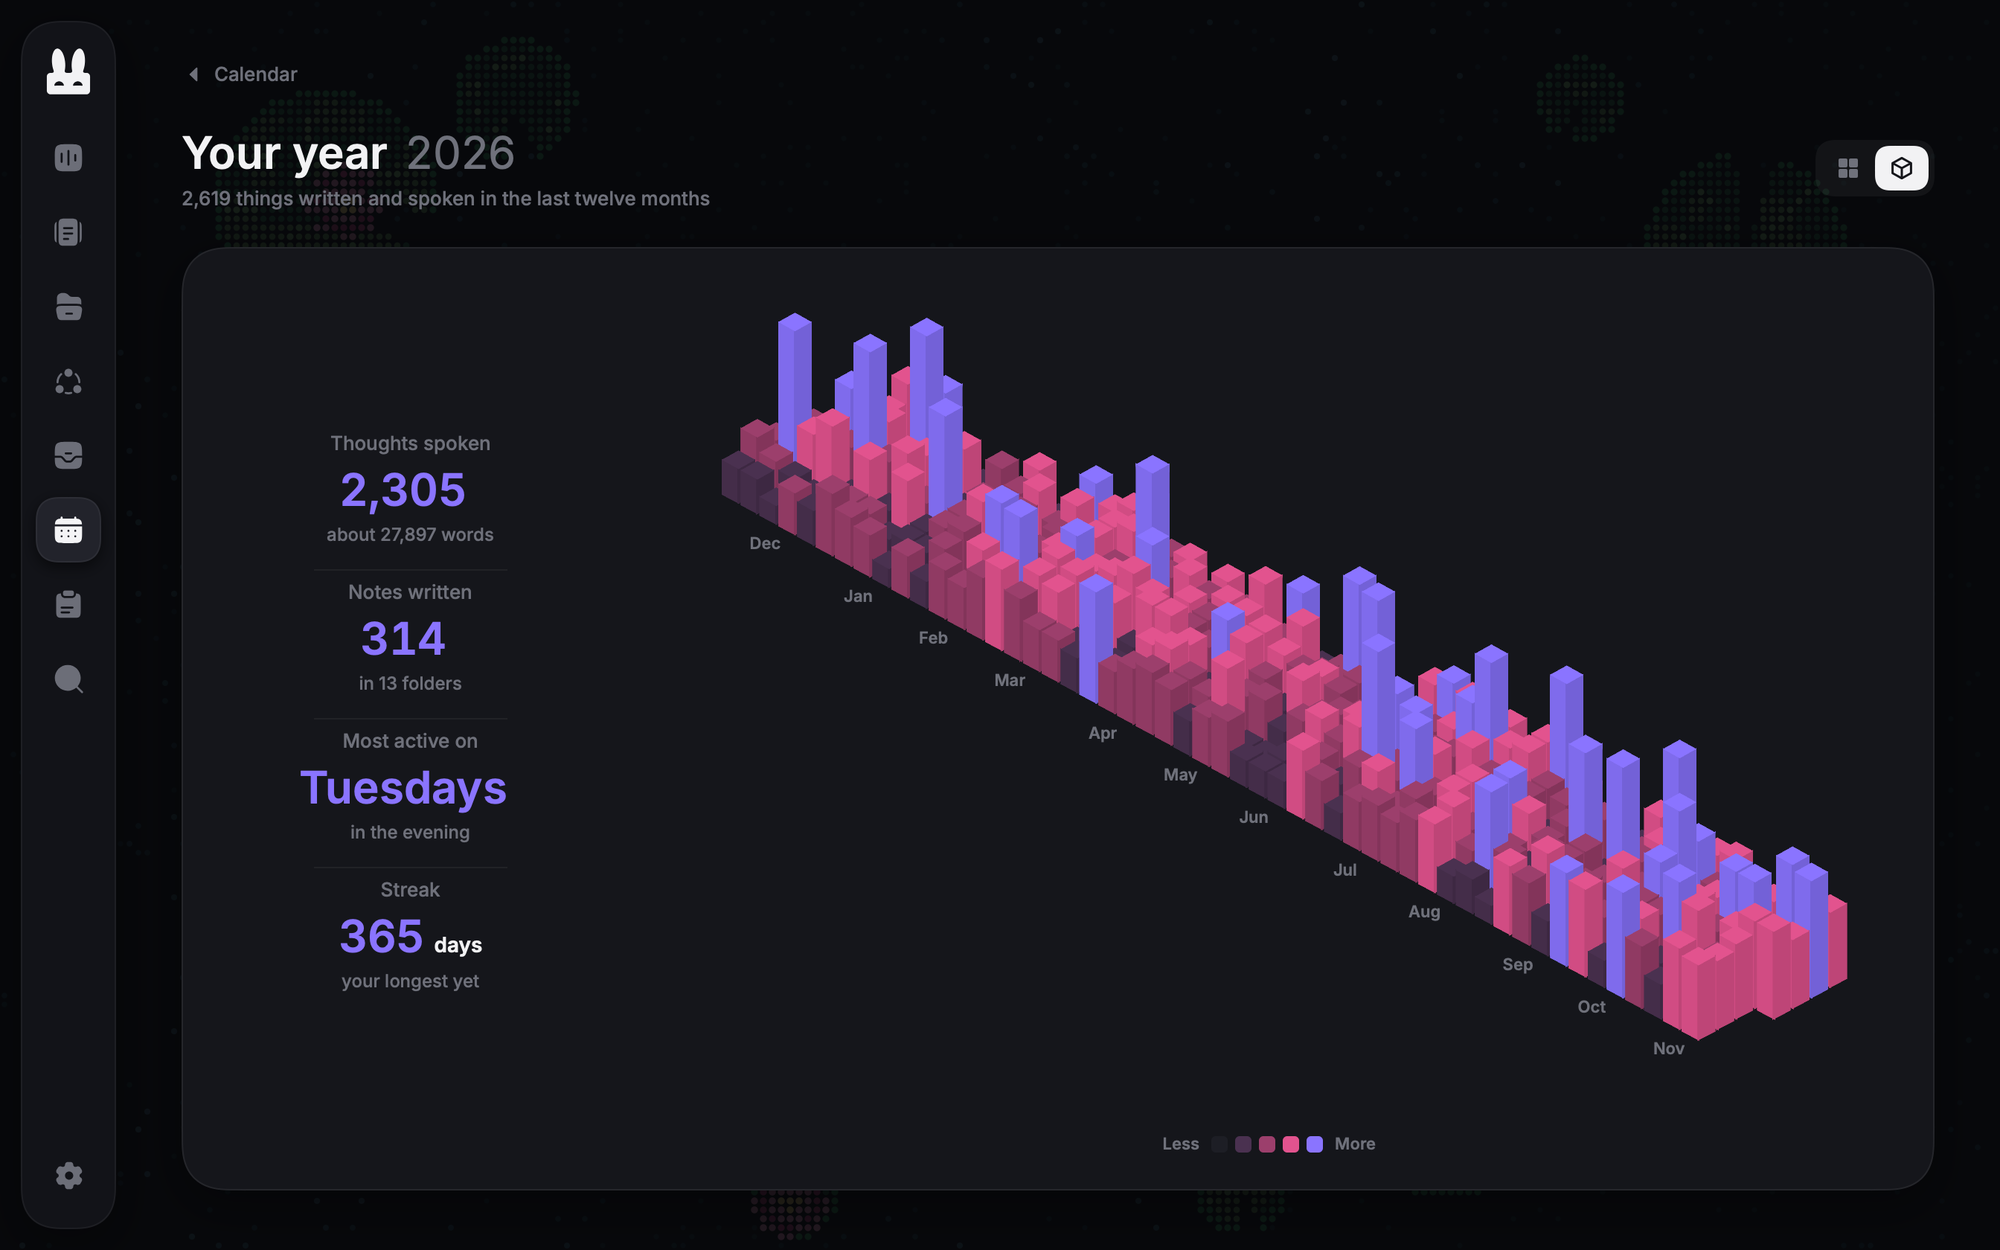 Calendar
Your year 2026
2,619 things written and spoken in the last twelve months
Thoughts spoken
2,305
about 27,897 words
Notes written
314
in 13 folders
Most active on
Tuesdays
in the evening
Streak
365 days
your longest yet
Dec
Jan
Feb
Mar
Apr
May
Jun
Jul
Aug
Sep
Oct
Nov
Less
More